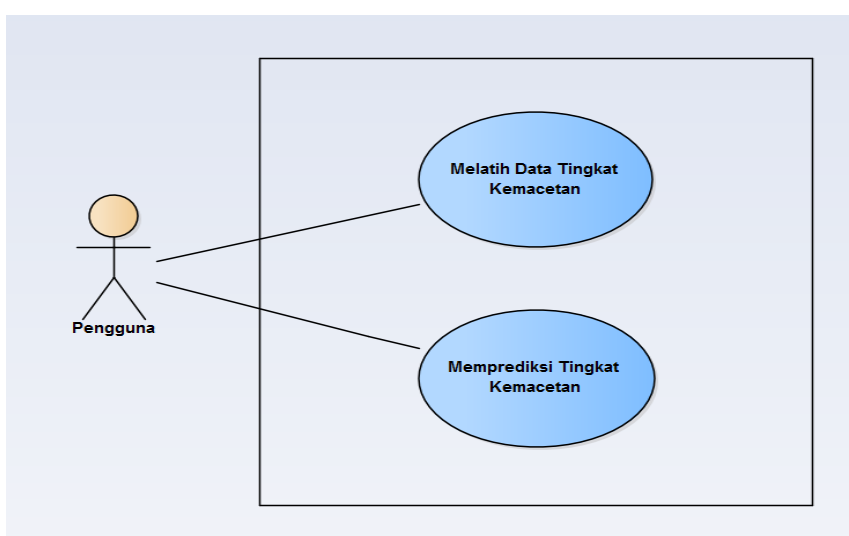 Melatih Data Tingkat
Kemacetan
Pengguna
Memprediksi Tingkat
Kemacetan